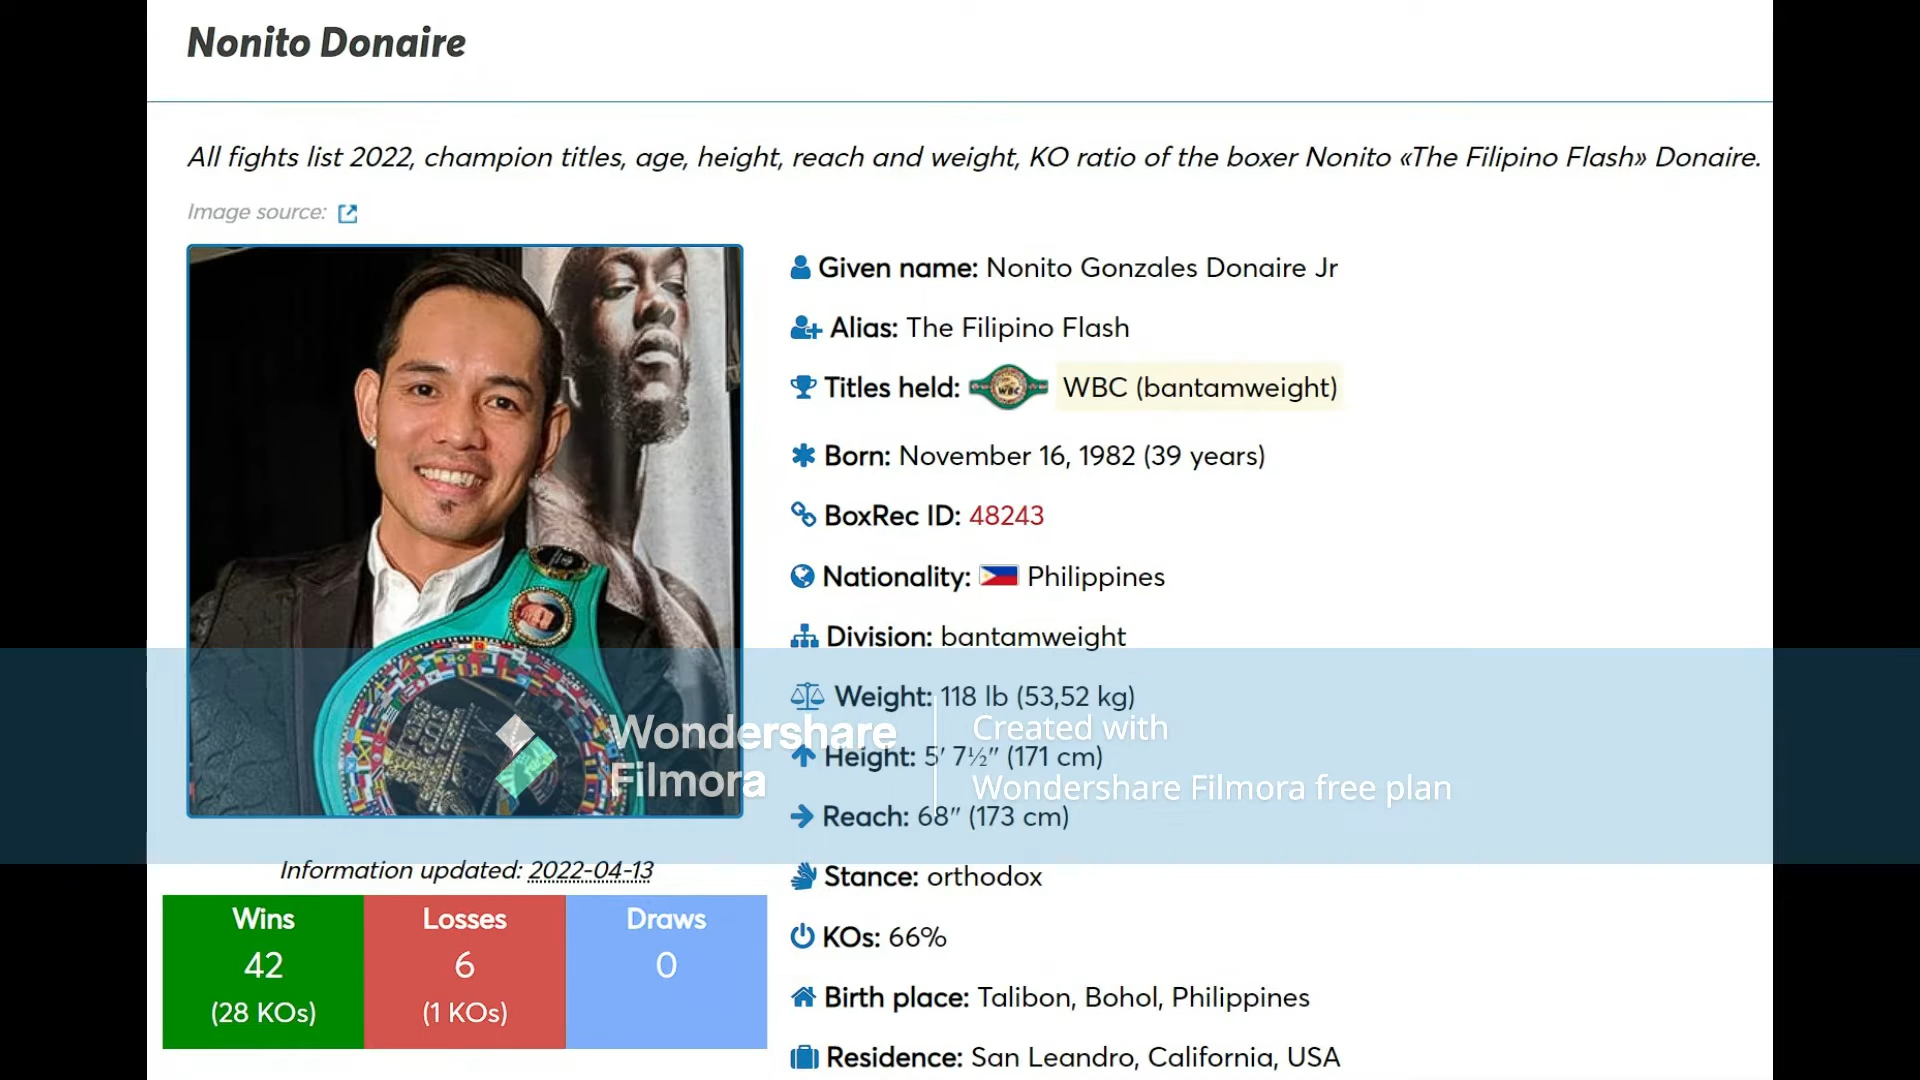 Nonito Donaire
All fights list 2022, champion titles, age, height, reach and weight, KO ratio of the boxer Nonito «The Filipino Flash» Donaire.
Image source:
Given name: Nonito Gonzales Donaire Jr
Alias: The Filipino Flash
Titles held: WBC WBC (bantamweight)
Born: November 16, 1982 (39 years)
BoxRec ID: 48243
Nationality: Philippines
Division: bantamweight
Weight: 118 lb (53,52 kg)
Height: 5′ 7½″ (171 cm)
Reach: 68″ (173 cm)
Stance: orthodox
KOs: 66%
Birth place: Talibon, Bohol, Philippines
Residence: San Leandro, California, USA
Wondershare
Filmora
Created with
Wondershare Filmora free plan
Information updated: 2022-04-13
Wins Losses Draws
42 6 0
(28 KOs) (1 KOs)